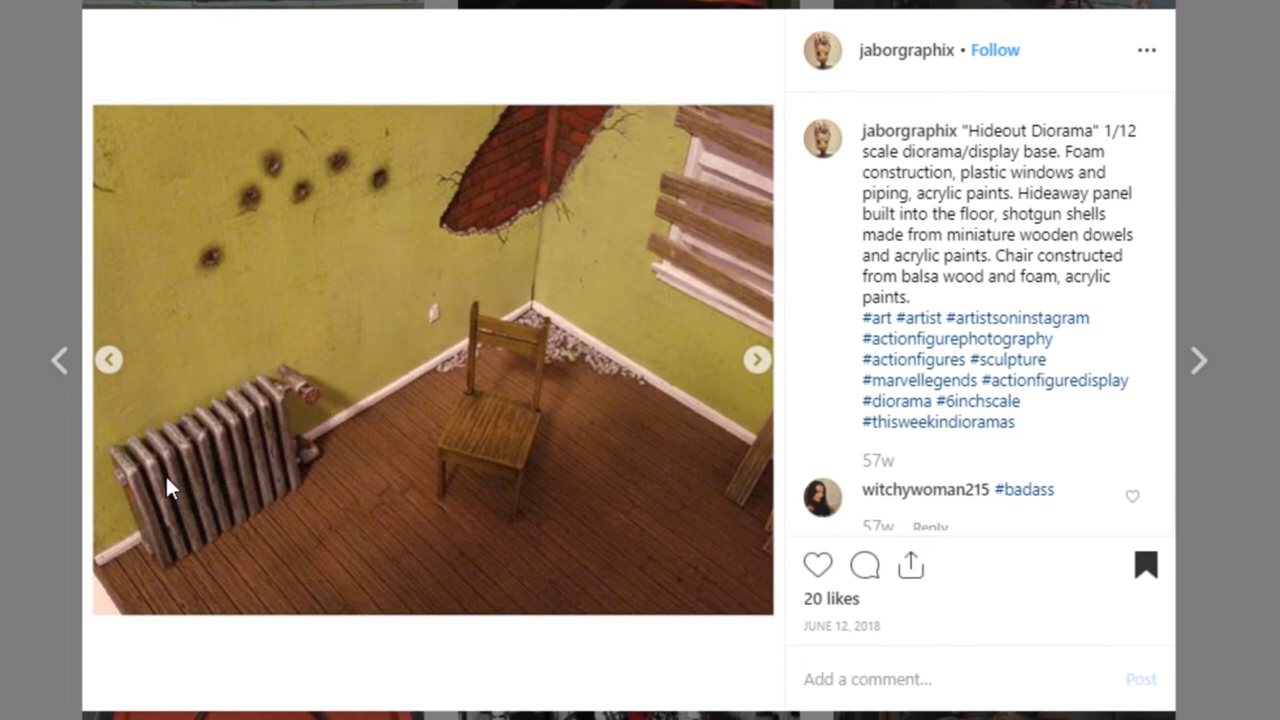 jaborgraphix • Follow
jaborgraphix "Hideout Diorama" 1/12
scale diorama/display base. Foam
construction, plastic windows and
piping, acrylic paints. Hideaway panel
built into the floor, shotgun shells
made from miniature wooden dowels
and acrylic paints. Chair constructed
from balsa wood and foam, acrylic
paints.
#art #artist #artistsoninstagram
#actionfigurephotography
#actionfigures #sculpture
#marvellegends #actionfiguredisplay
#diorama #6inchscale
#thisweekindioramas
57w
witchywoman215 #badass
57w Reply
20 likes
JUNE 12, 2018
Add a comment... Post